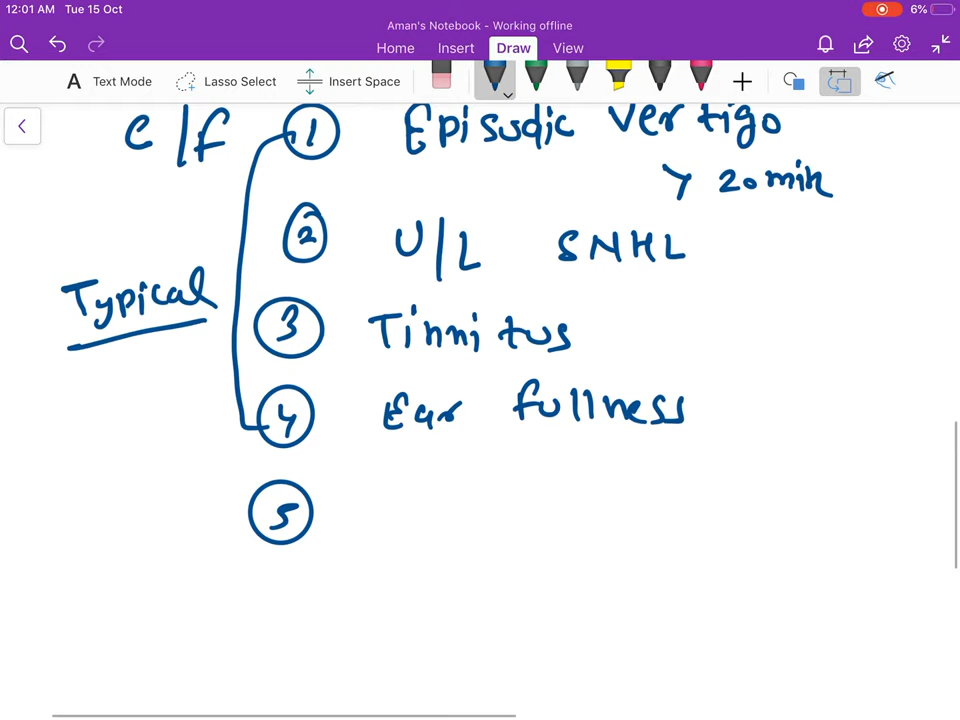 12:01 AM Tue 15 Oct 6%
Aman's Notebook - Working offline
Home Insert Draw View
A Text Mode Lasso Select Insert Space
C/F ① Episodic Vertigo
> 20 min
② U/L SNHL
Typical ③ Tinnitus
④ Ear fullness
⑤